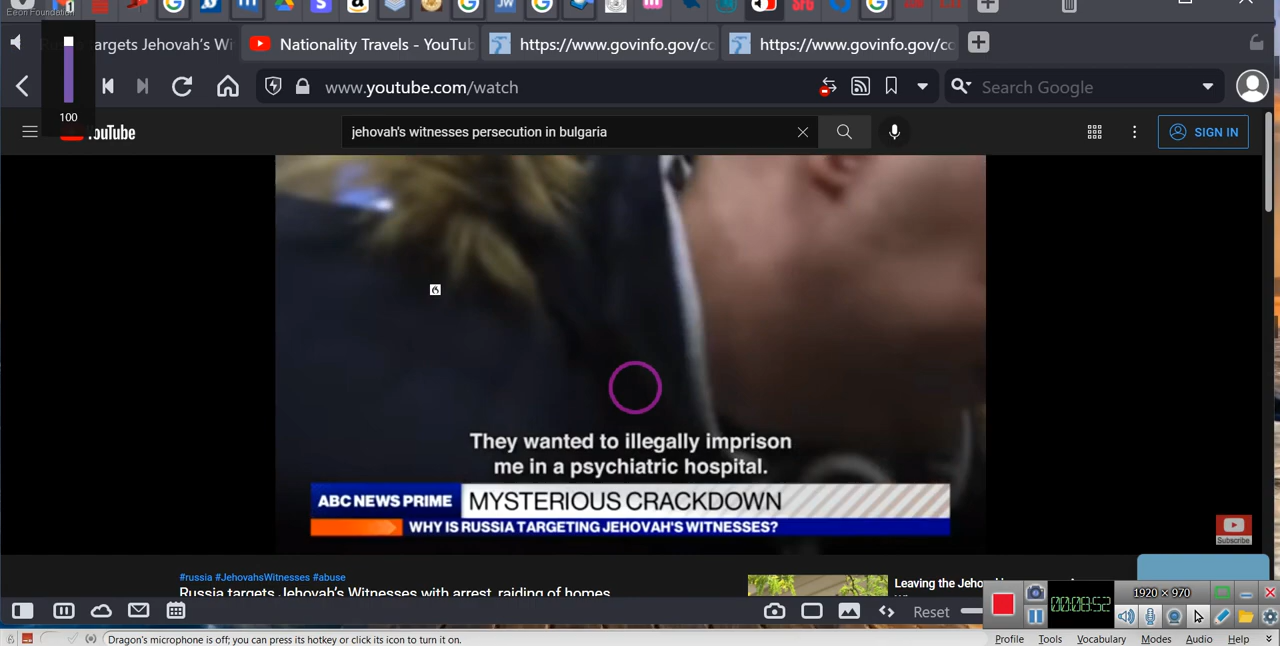 Eeon Foundation
argets Jehovah's Wi
Nationality Travels - YouTub
https://www.govinfo.gov/cc
https://www.govinfo.gov/cc
www.youtube.com/watch
Search Google
100
YouTube
jehovah's witnesses persecution in bulgaria
SIGN IN
They wanted to illegally imprison
me in a psychiatric hospital.
ABC NEWS PRIME
MYSTERIOUS CRACKDOWN
WHY IS RUSSIA TARGETING JEHOVAH'S WITNESSES?
Subscribe
#russia #JehovahsWitnesses #abuse
Russia targets Jehovah's Witnesses with arrest, raiding of homes
Leaving the Jeho
1920 × 970
00:08:52
Reset
Dragon's microphone is off; you can press its hotkey or click its icon to turn it on.
Profile Tools Vocabulary Modes Audio Help